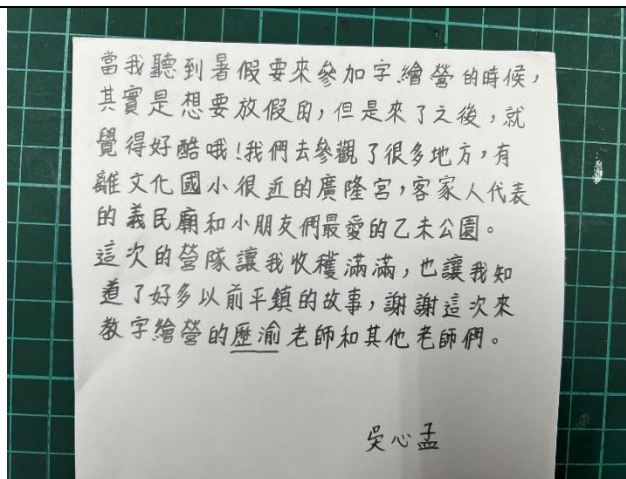 當我聽到暑假要來參加字繪營的時候，
其實是想要放假的，但是來了之後，就
覺得好酷哦！我們去參觀了很多地方，有
離文化國小很近的廣隆宮，客家人代表
的義民廟和小朋友們最愛的乙未公園。
這次的營隊讓我收穫滿滿，也讓我知
道了好多以前平鎮的故事，謝謝這次來
教字繪營的歷渝老師和其他老師們。
吳心孟